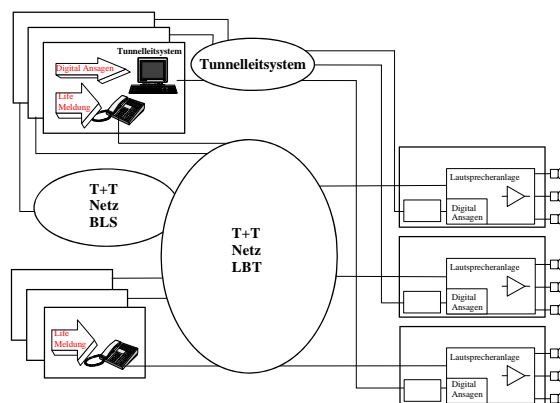 Tunnelleitsystem
Digital Ansagen
Life
Meldung
Tunnelleitsystem
T+T
Netz
BLS
T+T
Netz
LBT
Life
Meldung
Lautsprecheranlage
Digital
Ansagen
Lautsprecheranlage
Digital
Ansagen
Lautsprecheranlage
Digital
Ansagen